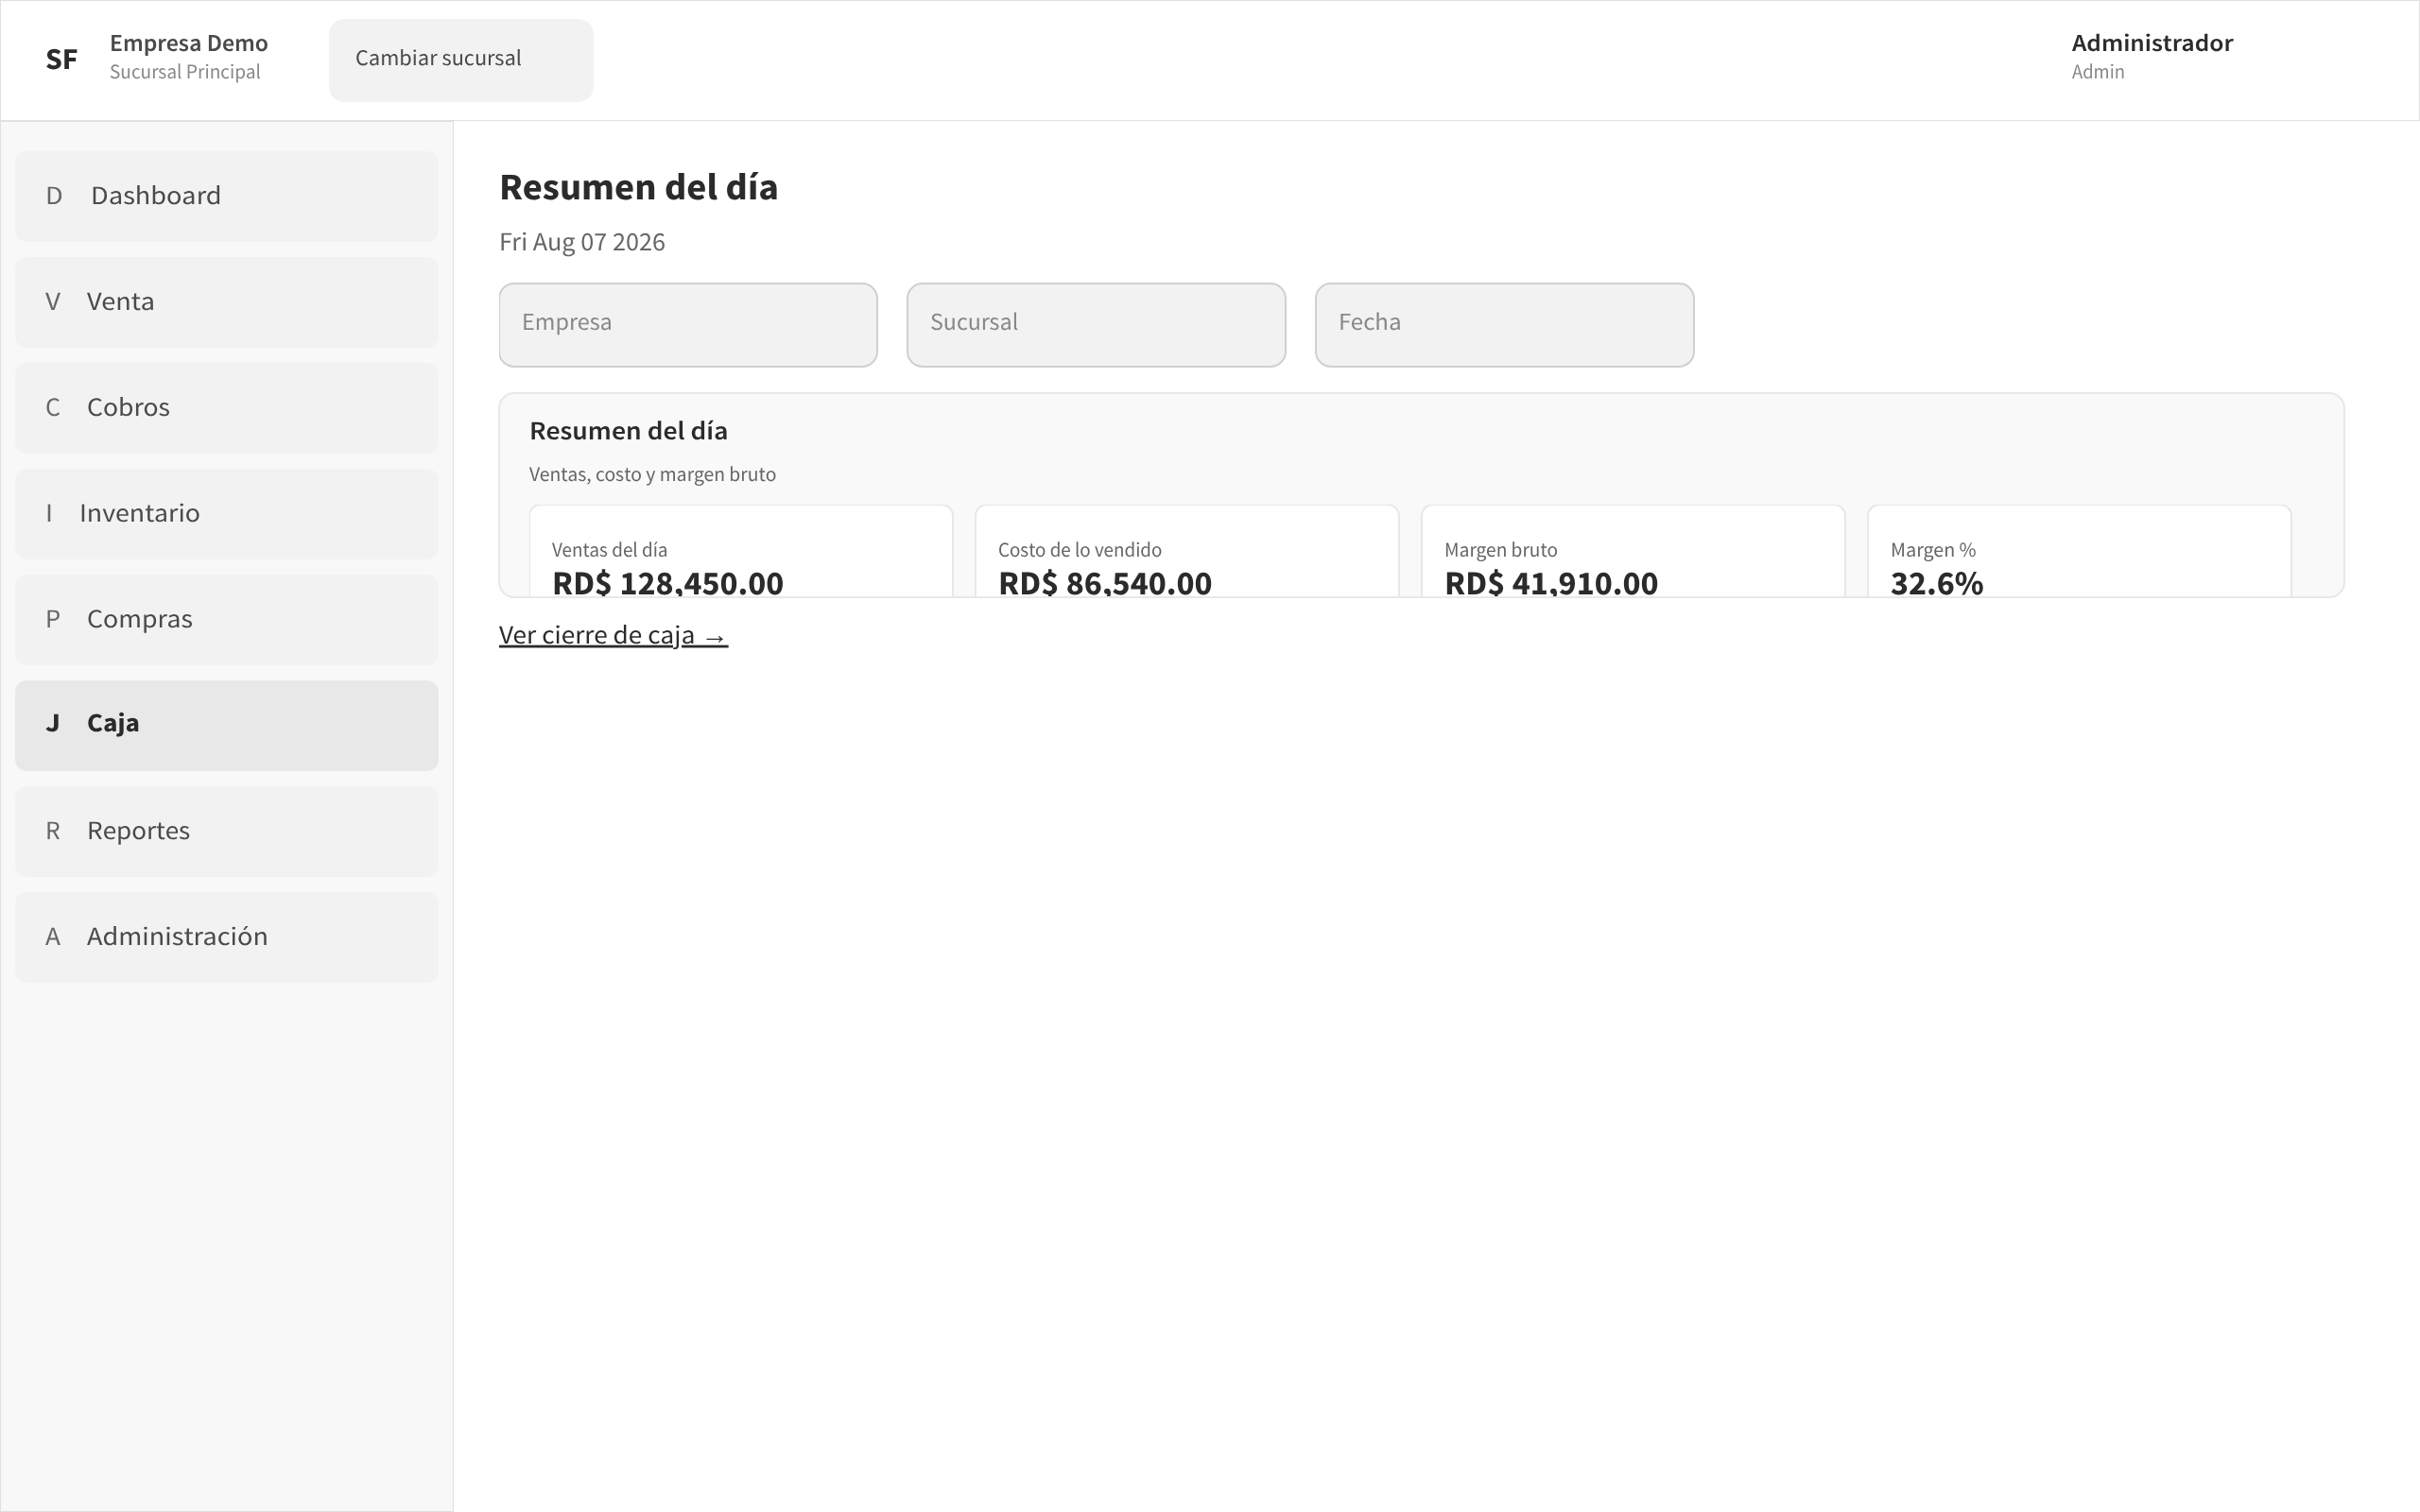 SF
Empresa Demo
Sucursal Principal
Cambiar sucursal
Administrador
Admin
D Dashboard
V Venta
C Cobros
I Inventario
P Compras
J Caja
R Reportes
A Administración
Resumen del día
Fri Aug 07 2026
Empresa
Sucursal
Fecha
Resumen del día
Ventas, costo y margen bruto
Ventas del día
RD$ 128,450.00
Costo de lo vendido
RD$ 86,540.00
Margen bruto
RD$ 41,910.00
Margen %
32.6%
Ver cierre de caja →